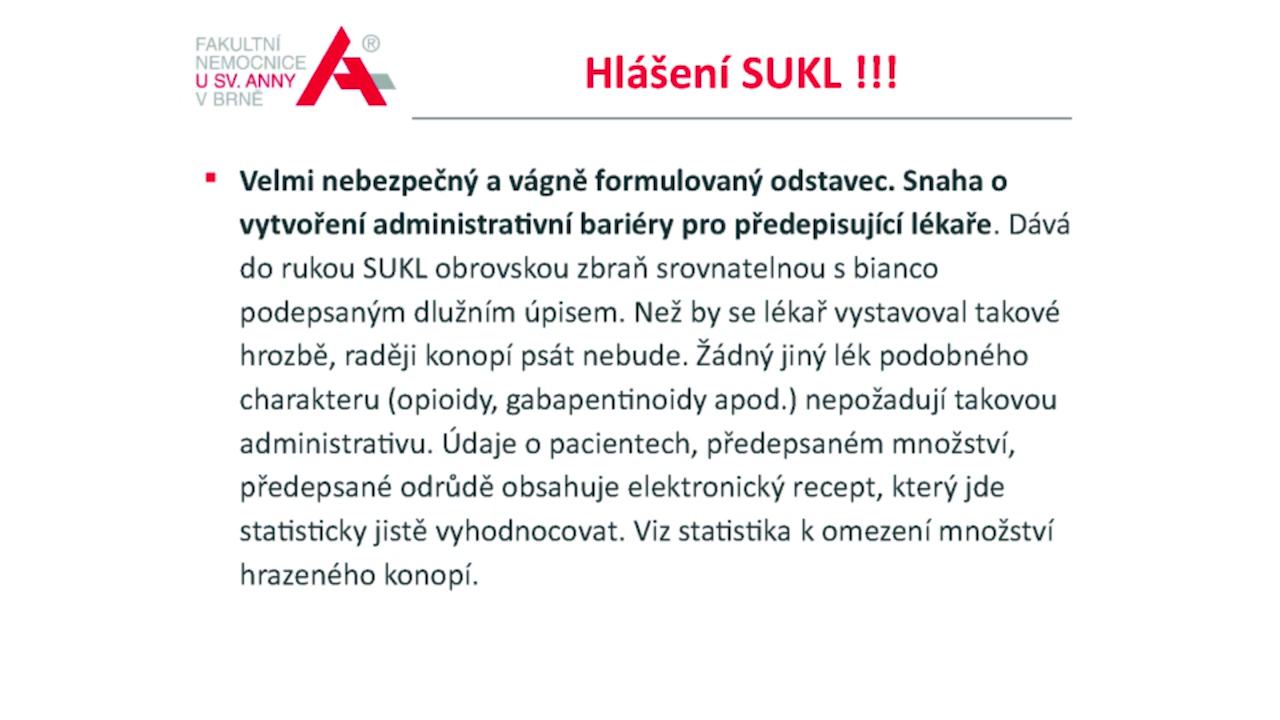 FAKULTNÍ
NEMOCNICE
U SV. ANNY
V BRNĚ
®
Hlášení SUKL !!!
▪ Velmi nebezpečný a vágně formulovaný odstavec. Snaha o
vytvoření administrativní bariéry pro předepisující lékaře. Dává
do rukou SUKL obrovskou zbraň srovnatelnou s bianco
podepsaným dlužním úpisem. Než by se lékař vystavoval takové
hrozbě, raději konopí psát nebude. Žádný jiný lék podobného
charakteru (opioidy, gabapentinoidy apod.) nepožadují takovou
administrativu. Údaje o pacientech, předepsaném množství,
předepsané odrůdě obsahuje elektronický recept, který jde
statisticky jistě vyhodnocovat. Viz statistika k omezení množství
hrazeného konopí.